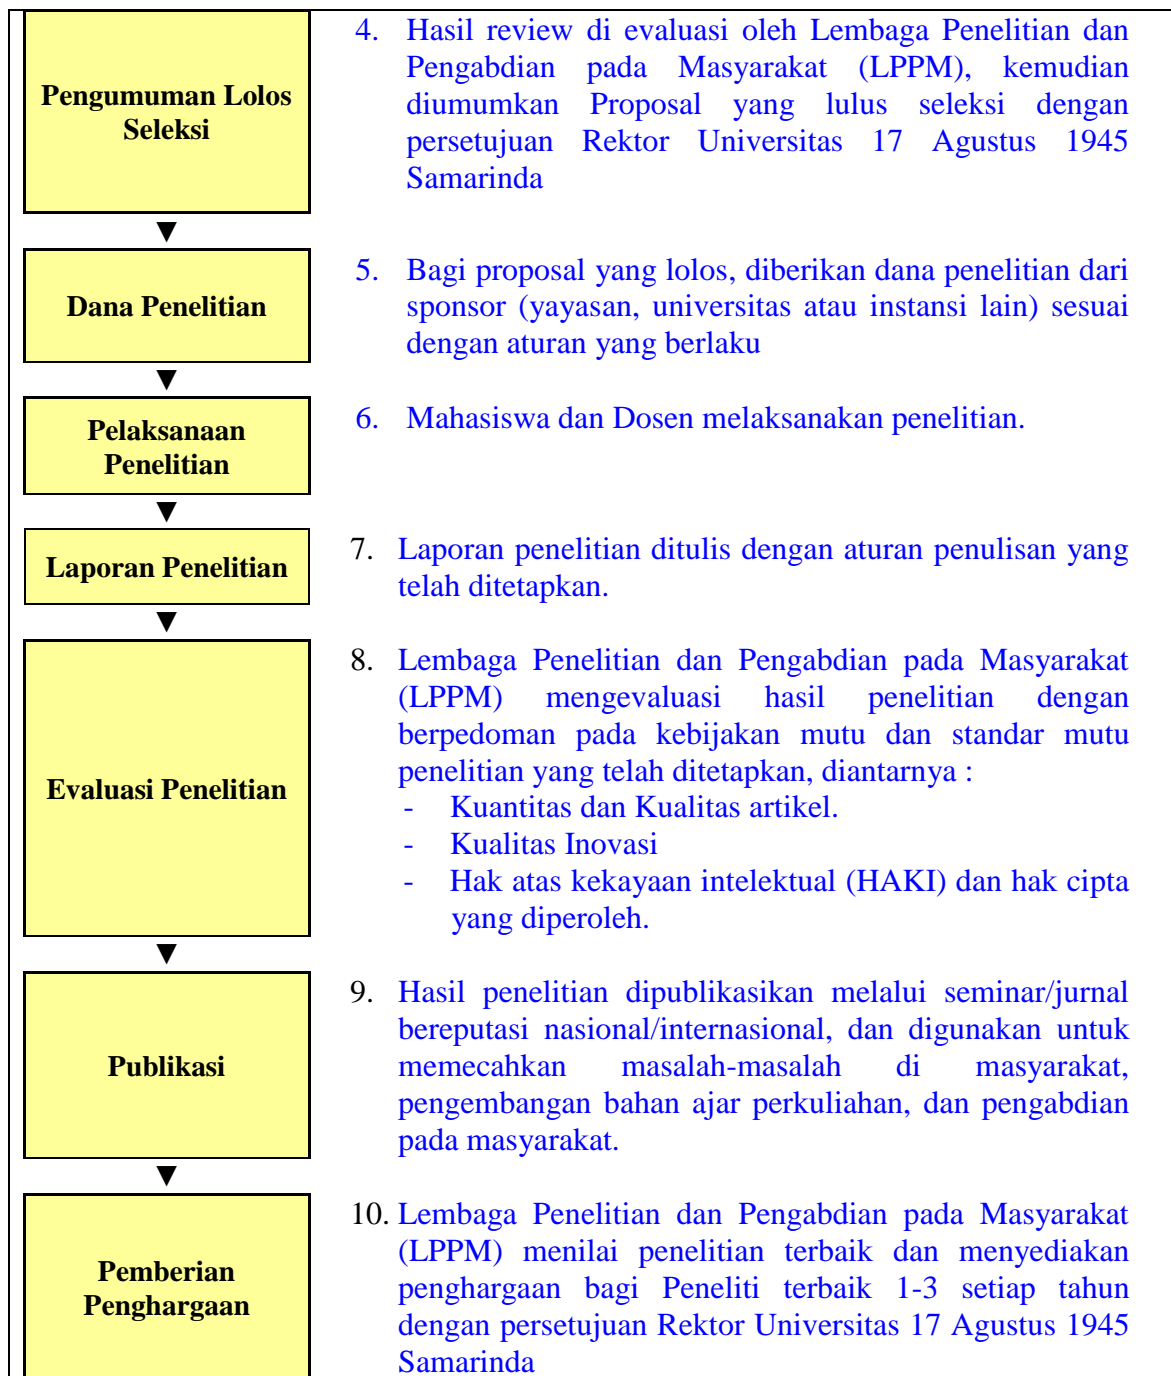 Pengumuman Lolos
Seleksi
4. Hasil review di evaluasi oleh Lembaga Penelitian dan
Pengabdian pada Masyarakat (LPPM), kemudian
diumumkan Proposal yang lulus seleksi dengan
persetujuan Rektor Universitas 17 Agustus 1945
Samarinda
▼
Dana Penelitian
5. Bagi proposal yang lolos, diberikan dana penelitian dari
sponsor (yayasan, universitas atau instansi lain) sesuai
dengan aturan yang berlaku
▼
Pelaksanaan
Penelitian
6. Mahasiswa dan Dosen melaksanakan penelitian.
▼
Laporan Penelitian
7. Laporan penelitian ditulis dengan aturan penulisan yang
telah ditetapkan.
▼
Evaluasi Penelitian
8. Lembaga Penelitian dan Pengabdian pada Masyarakat
(LPPM) mengevaluasi hasil penelitian dengan
berpedoman pada kebijakan mutu dan standar mutu
penelitian yang telah ditetapkan, diantarnya :
- Kuantitas dan Kualitas artikel.
- Kualitas Inovasi
- Hak atas kekayaan intelektual (HAKI) dan hak cipta
yang diperoleh.
▼
Publikasi
9. Hasil penelitian dipublikasikan melalui seminar/jurnal
bereputasi nasional/internasional, dan digunakan untuk
memecahkan masalah-masalah di masyarakat,
pengembangan bahan ajar perkuliahan, dan pengabdian
pada masyarakat.
▼
Pemberian
Penghargaan
10. Lembaga Penelitian dan Pengabdian pada Masyarakat
(LPPM) menilai penelitian terbaik dan menyediakan
penghargaan bagi Peneliti terbaik 1-3 setiap tahun
dengan persetujuan Rektor Universitas 17 Agustus 1945
Samarinda